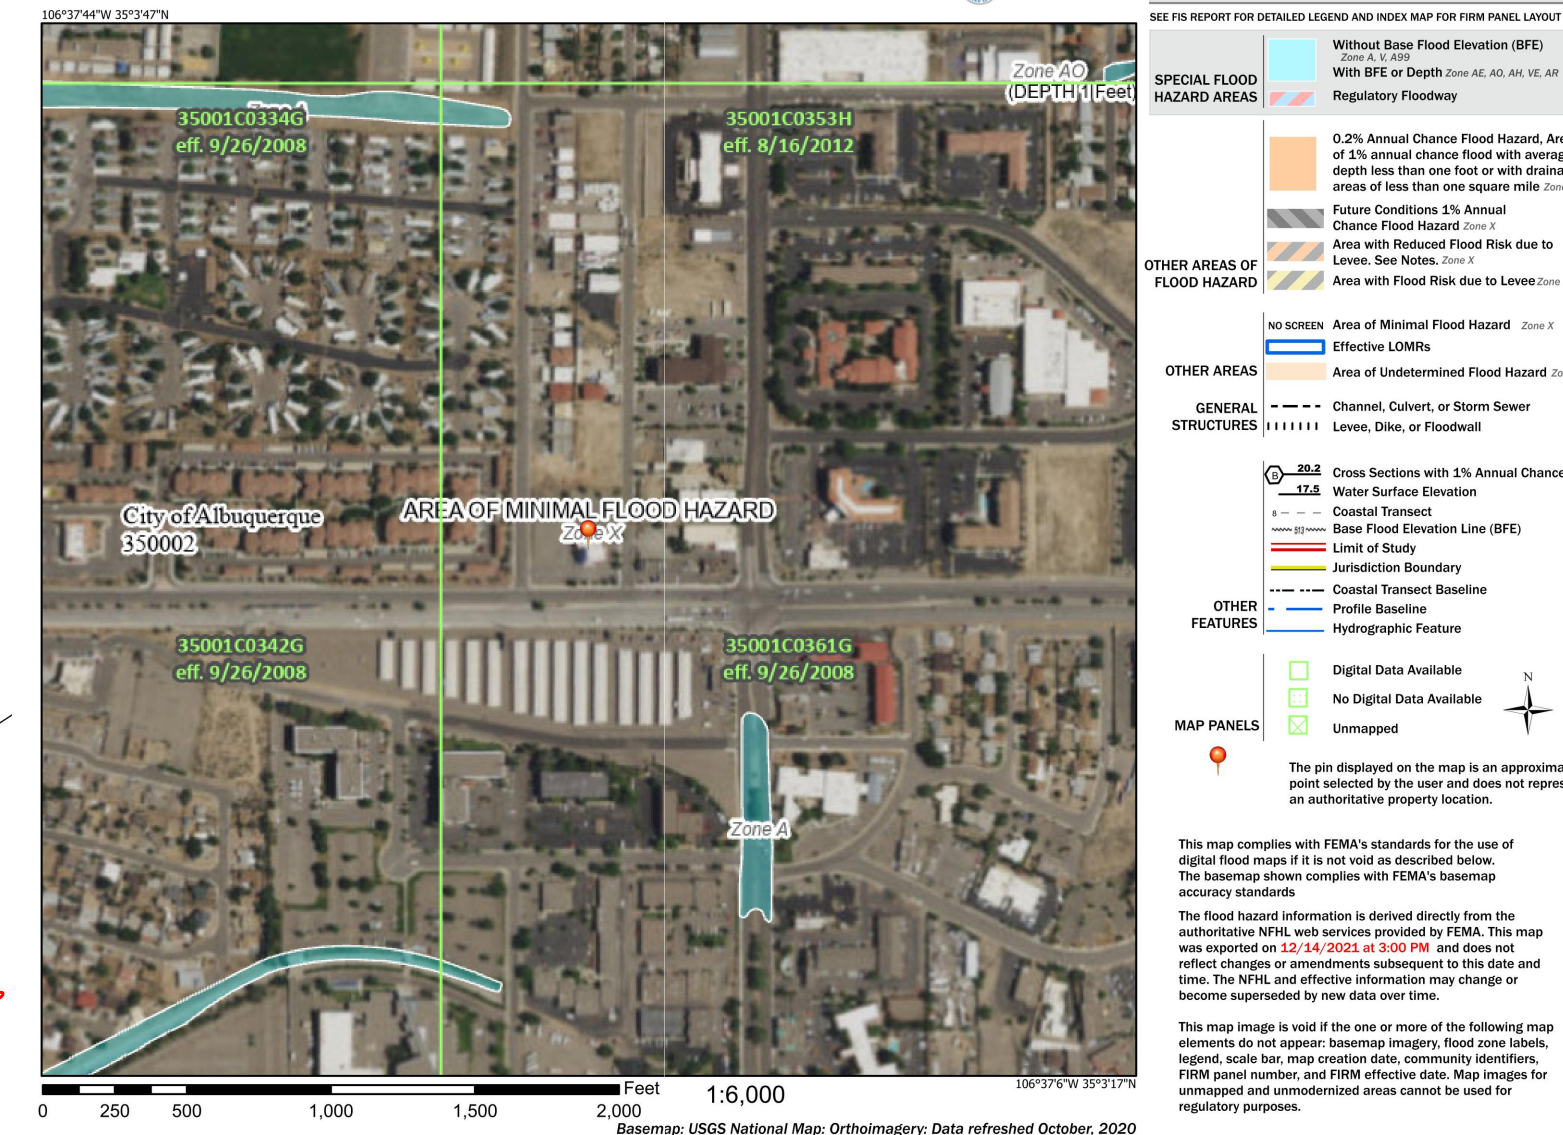 106°37'44"W 35°3'47"N
SEE FIS REPORT FOR DETAILED LEGEND AND INDEX MAP FOR FIRM PANEL LAYOUT
Zone AO
(DEPTH 1 Feet)
Zone A
35001C0334G
eff. 9/26/2008
35001C0353H
eff. 8/16/2012
AREA OF MINIMAL FLOOD HAZARD
Zone X
City of Albuquerque
350002
35001C0342G
eff. 9/26/2008
35001C0361G
eff. 9/26/2008
Zone A
106°37'6"W 35°3'17"N
Feet
1:6,000
0 250 500 1,000 1,500 2,000
Basemap: USGS National Map: Orthoimagery: Data refreshed October, 2020
SPECIAL FLOOD
HAZARD AREAS
Without Base Flood Elevation (BFE)
Zone A, V, A99
With BFE or Depth Zone AE, AO, AH, VE, AR
Regulatory Floodway
0.2% Annual Chance Flood Hazard, Are
of 1% annual chance flood with averag
depth less than one foot or with draina
areas of less than one square mile Zon
Future Conditions 1% Annual
Chance Flood Hazard Zone X
Area with Reduced Flood Risk due to
Levee. See Notes. Zone X
Area with Flood Risk due to Levee Zone
OTHER AREAS OF
FLOOD HAZARD
NO SCREEN Area of Minimal Flood Hazard Zone X
Effective LOMRs
OTHER AREAS
Area of Undetermined Flood Hazard Zo
GENERAL
STRUCTURES
Channel, Culvert, or Storm Sewer
Levee, Dike, or Floodwall
B 20.2 Cross Sections with 1% Annual Chance
17.5 Water Surface Elevation
8 Coastal Transect
513 Base Flood Elevation Line (BFE)
Limit of Study
Jurisdiction Boundary
Coastal Transect Baseline
OTHER
FEATURES
Profile Baseline
Hydrographic Feature
Digital Data Available
No Digital Data Available
Unmapped
N
MAP PANELS
The pin displayed on the map is an approxima
point selected by the user and does not repres
an authoritative property location.
This map complies with FEMA's standards for the use of
digital flood maps if it is not void as described below.
The basemap shown complies with FEMA's basemap
accuracy standards
The flood hazard information is derived directly from the
authoritative NFHL web services provided by FEMA. This map
was exported on 12/14/2021 at 3:00 PM and does not
reflect changes or amendments subsequent to this date and
time. The NFHL and effective information may change or
become superseded by new data over time.
This map image is void if the one or more of the following map
elements do not appear: basemap imagery, flood zone labels,
legend, scale bar, map creation date, community identifiers,
FIRM panel number, and FIRM effective date. Map images for
unmapped and unmodernized areas cannot be used for
regulatory purposes.